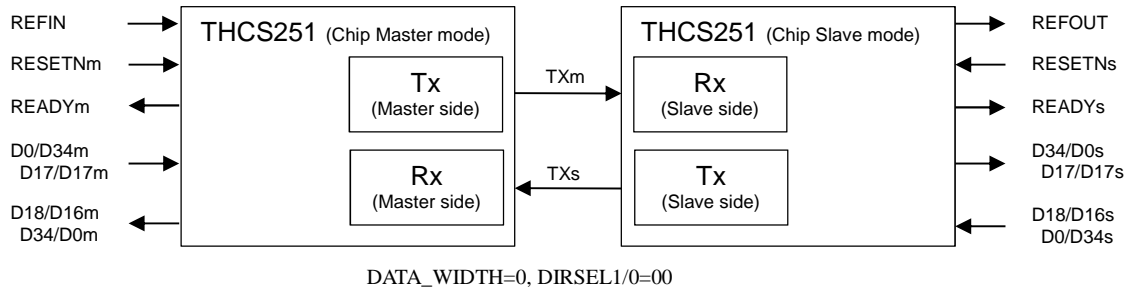 REFIN
RESETNm
READYm
D0/D34m
D17/D17m
D18/D16m
D34/D0m
THCS251 (Chip Master mode)
Tx
(Master side)
Rx
(Master side)
TXm
TXs
THCS251 (Chip Slave mode)
Rx
(Slave side)
Tx
(Slave side)
REFOUT
RESETNs
READYs
D34/D0s
D17/D17s
D18/D16s
D0/D34s
DATA_WIDTH=0, DIRSEL1/0=00